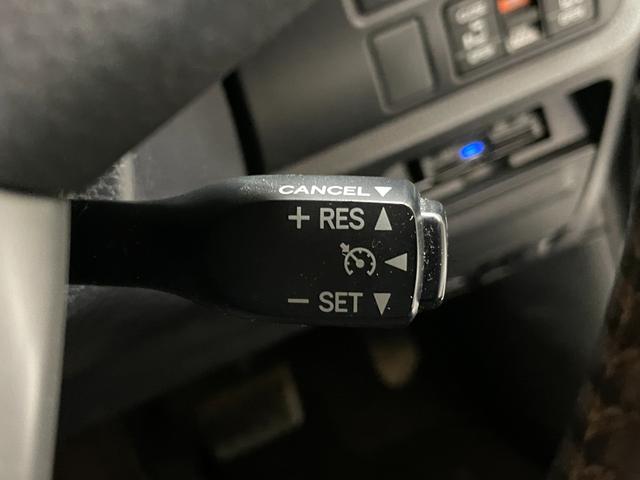 CANCEL▼
+ RES ▲
◀
− SET ▼